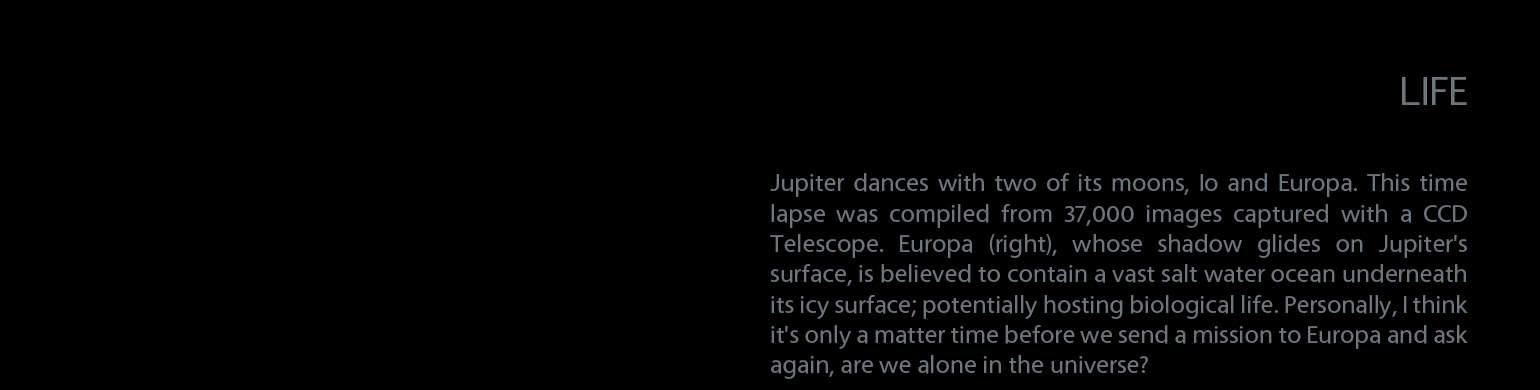 LIFE
Jupiter dances with two of its moons, Io and Europa. This time
lapse was compiled from 37,000 images captured with a CCD
Telescope. Europa (right), whose shadow glides on Jupiter's
surface, is believed to contain a vast salt water ocean underneath
its icy surface; potentially hosting biological life. Personally, I think
it's only a matter time before we send a mission to Europa and ask
again, are we alone in the universe?